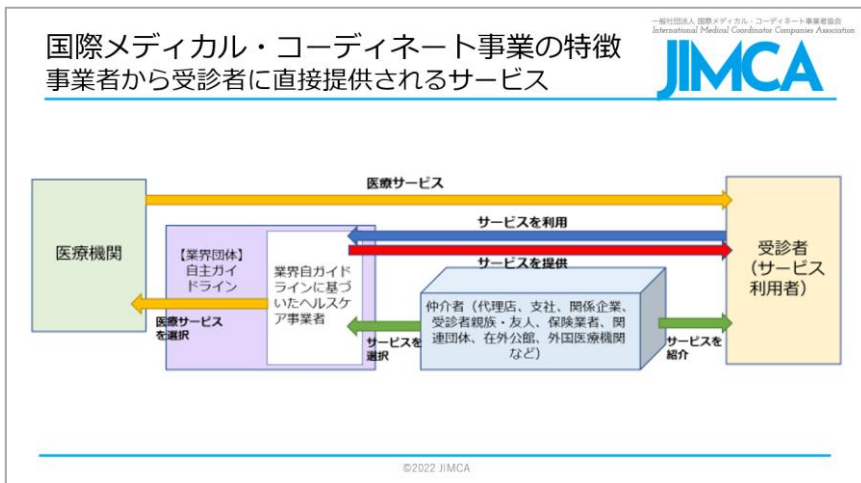 一般社団法人 国際メディカル・コーディネート事業者協会
International Medical Coordinator Companies Association
JIMCA
国際メディカル・コーディネート事業の特徴
事業者から受診者に直接提供されるサービス
医療サービス
医療機関
【業界団体】
自主ガイ
ドライン
業界自ガイド
ラインに基づ
いたヘルスケ
ア事業者
医療サービス
を選択
サービスを利用
サービスを提供
サービスを
選択
仲介者（代理店、支社、関係企業、
受診者親族・友人、保険業者、関
連団体、在外公館、外国医療機関
など）
サービスを
紹介
受診者
（サービス
利用者）
©2022 JIMCA